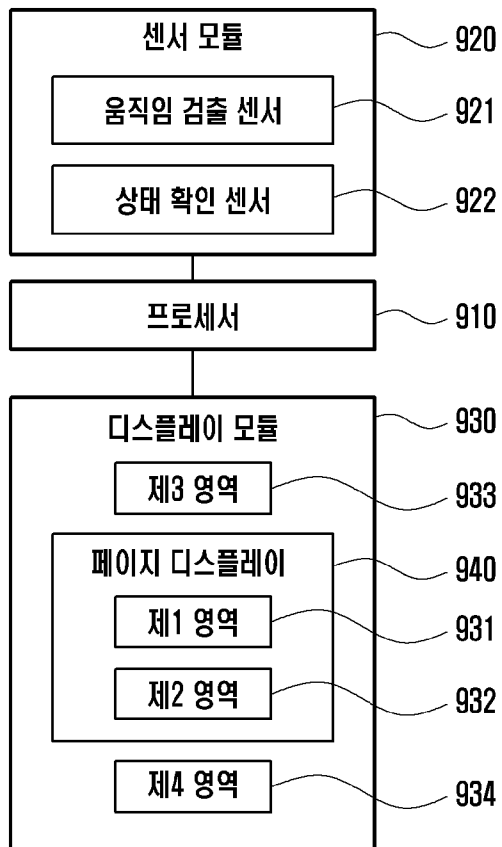 센서 모듈 920
움직임 검출 센서 921
상태 확인 센서 922
프로세서 910
디스플레이 모듈 930
제3 영역 933
페이지 디스플레이 940
제1 영역 931
제2 영역 932
제4 영역 934